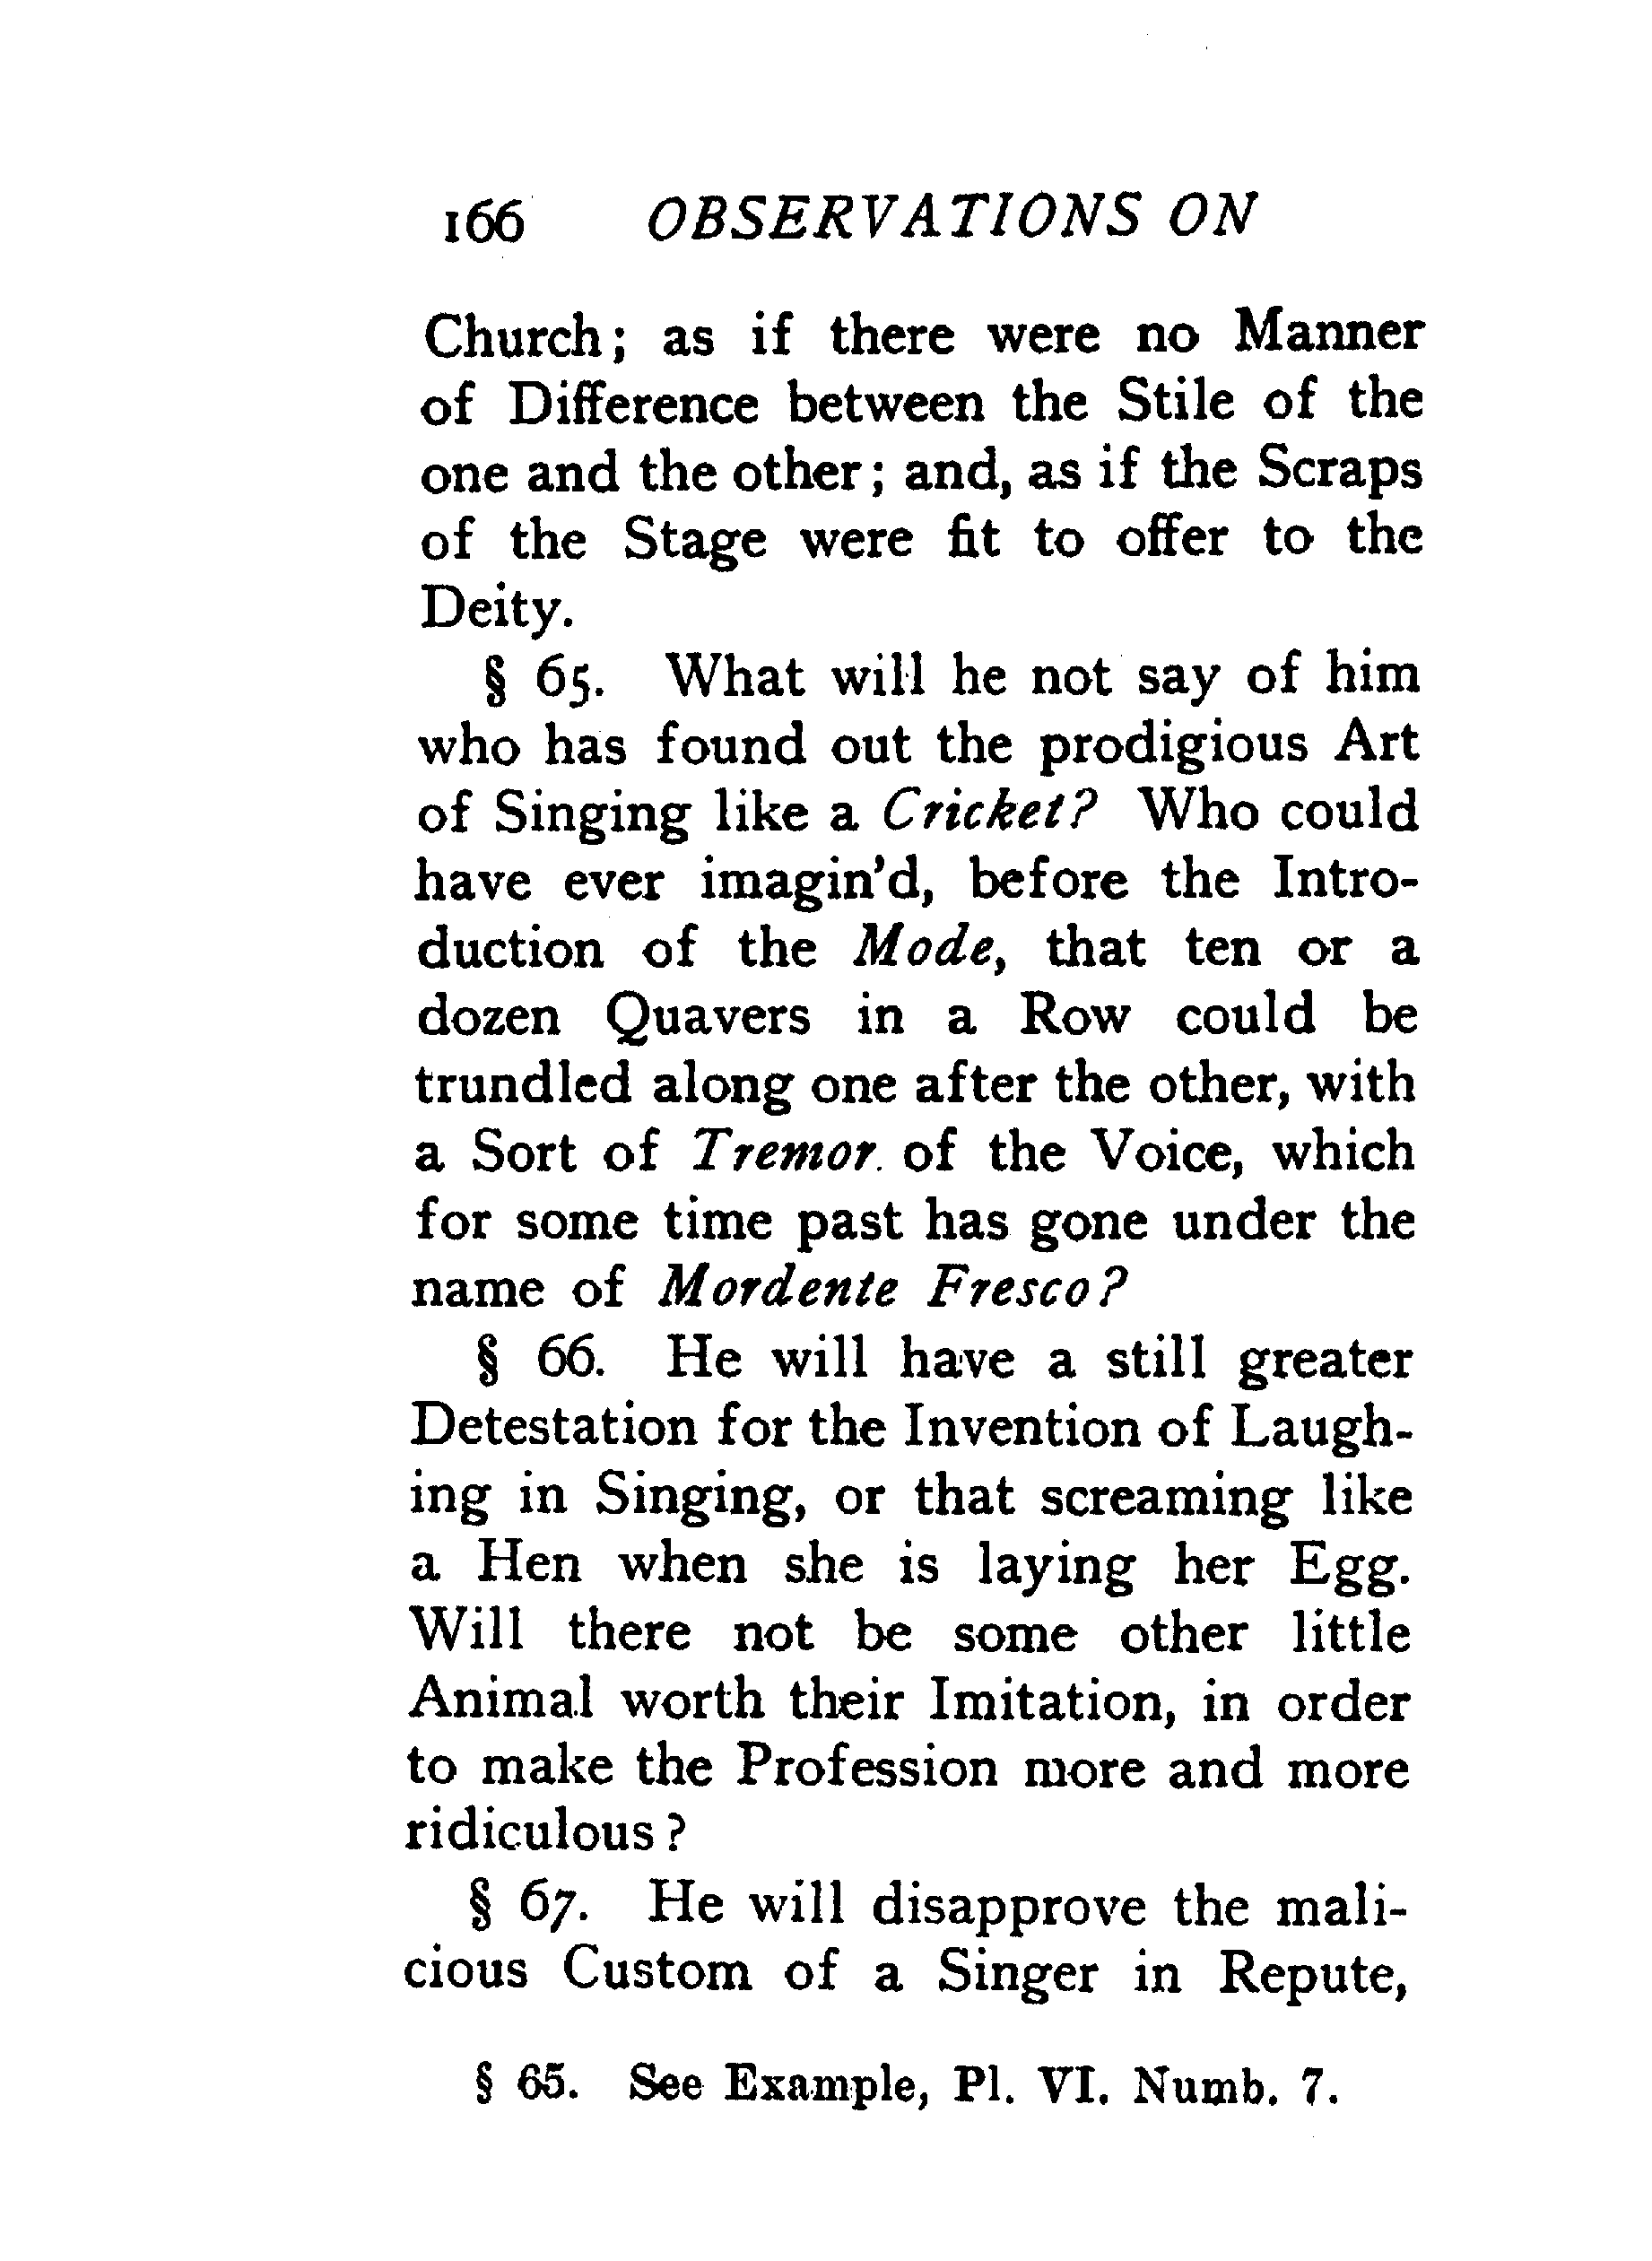 166 OBSERVATIONS ON
Church; as if there were no Manner
of Difference between the Stile of the
one and the other; and, as if the Scraps
of the Stage were fit to offer to the
Deity.
§ 65. What will he not say of him
who has found out the prodigious Art
of Singing like a Cricket? Who could
have ever imagin'd, before the Intro-
duction of the Mode, that ten or a
dozen Quavers in a Row could be
trundled along one after the other, with
a Sort of Tremor. of the Voice, which
for some time past has gone under the
name of Mordente Fresco?
§ 66. He will have a still greater
Detestation for the Invention of Laugh-
ing in Singing, or that screaming like
a Hen when she is laying her Egg.
Will there not be some other little
Animal worth their Imitation, in order
to make the Profession more and more
ridiculous?
§ 67. He will disapprove the mali-
cious Custom of a Singer in Repute,
§ 65. See Example, Pl. VI. Numb. 7.